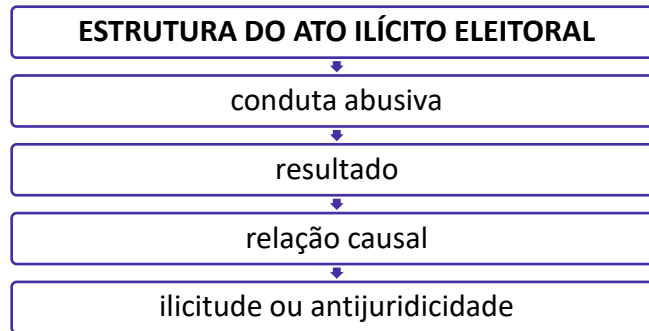 ESTRUTURA DO ATO ILÍCITO ELEITORAL
conduta abusiva
resultado
relação causal
ilicitude ou antijuridicidade